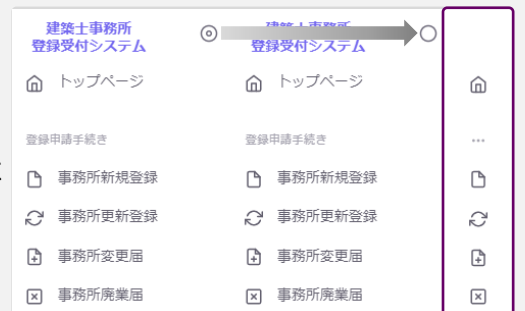 建築士事務所
登録受付システム
トップページ
登録申請手続き
事務所新規登録
事務所更新登録
事務所変更届
事務所廃業届
建築士事務所
登録受付システム
トップページ
登録申請手続き
事務所新規登録
事務所更新登録
事務所変更届
事務所廃業届
...